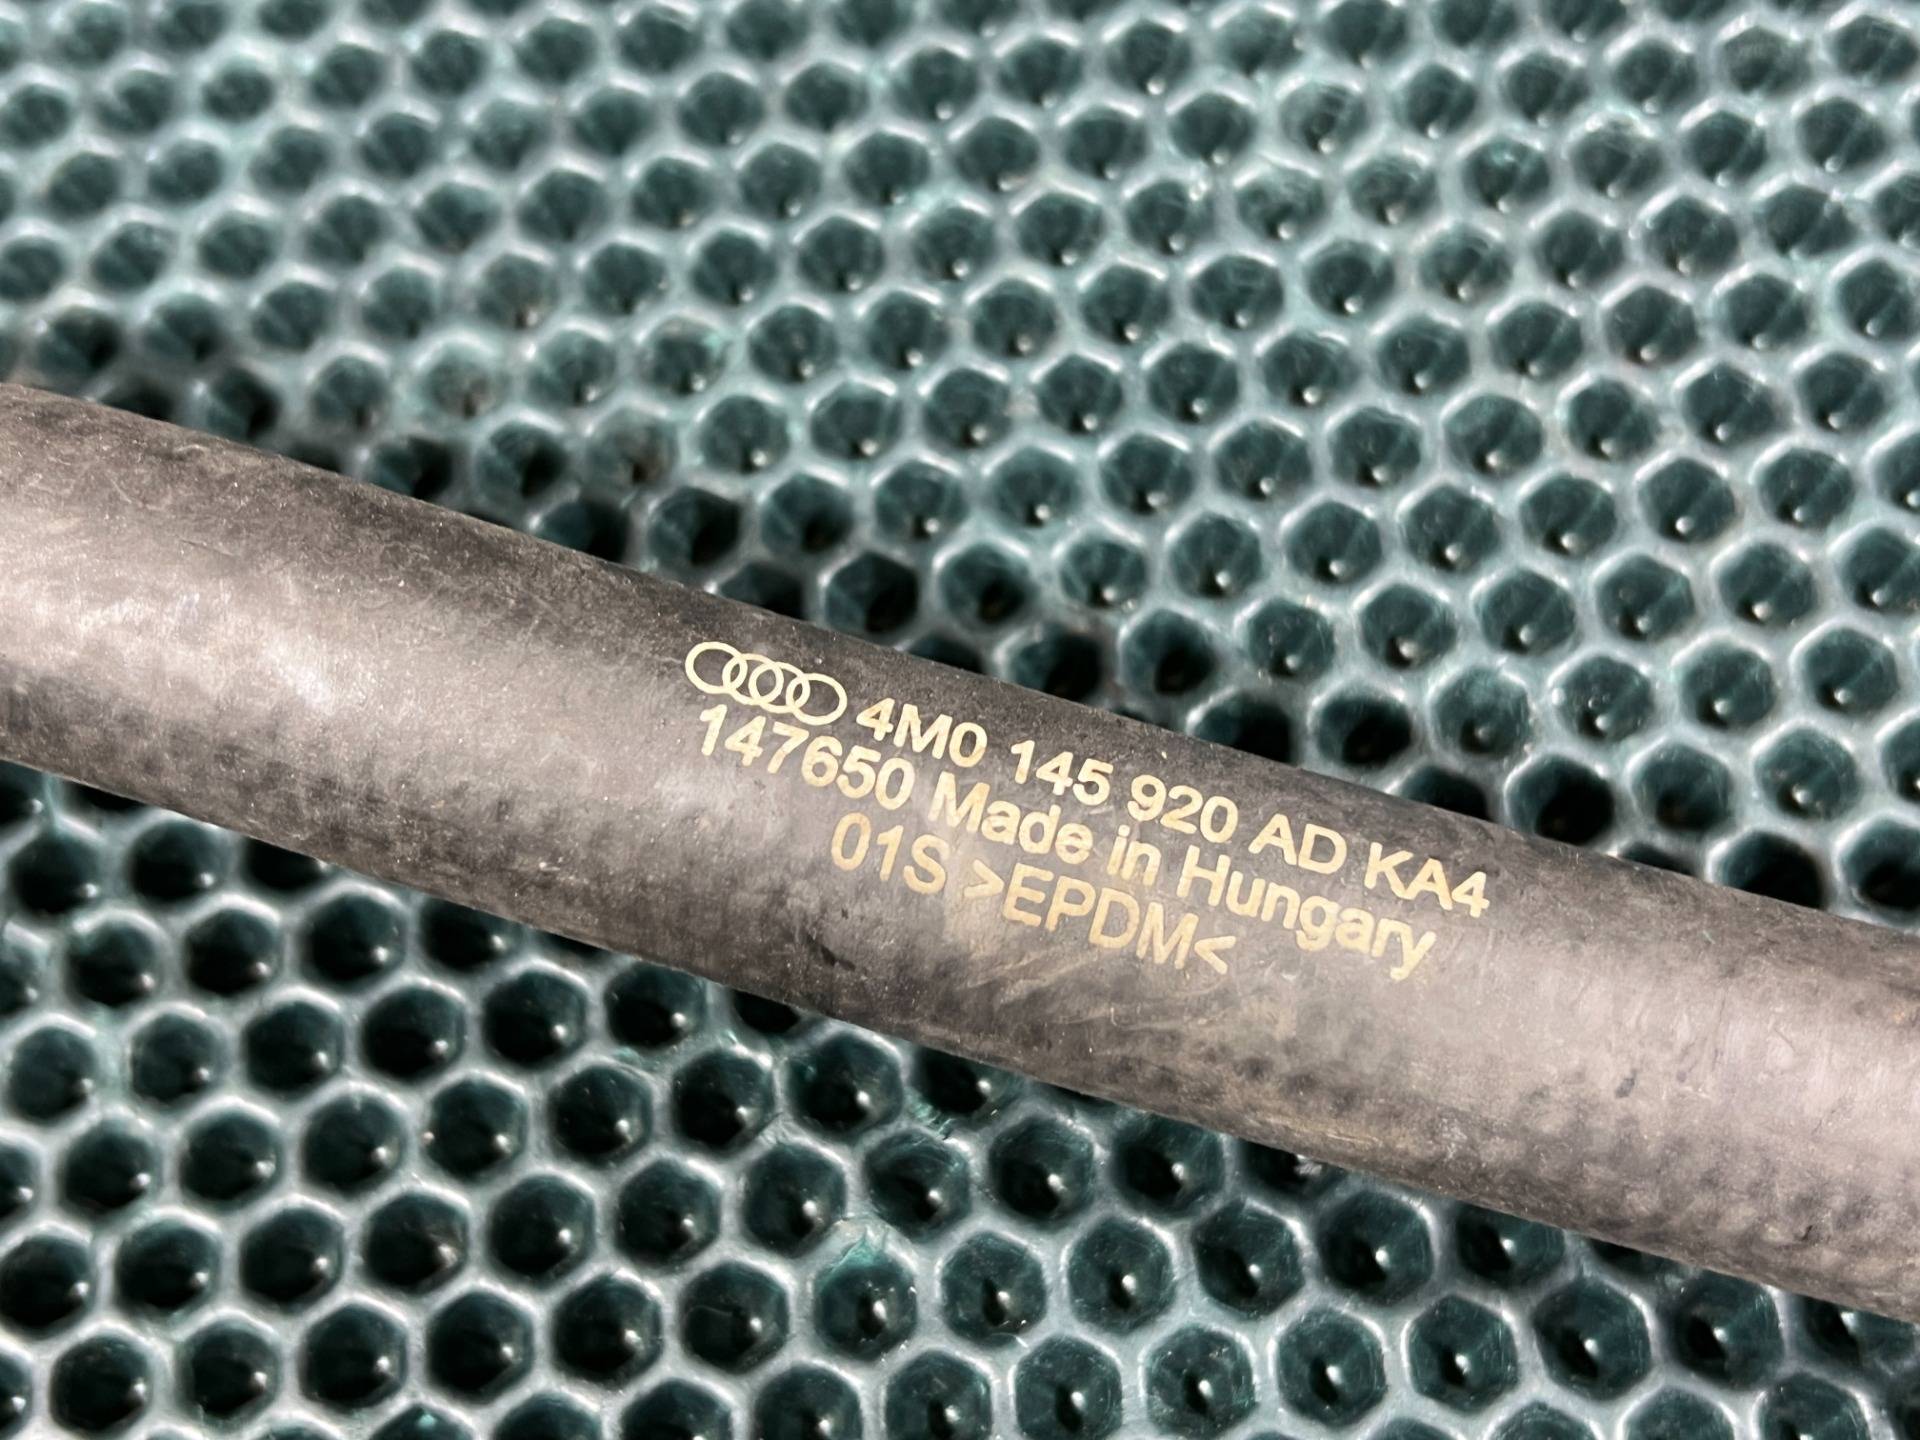 4M0 145 920 AD KA4
147650 Made in Hungary
01S >EPDM<